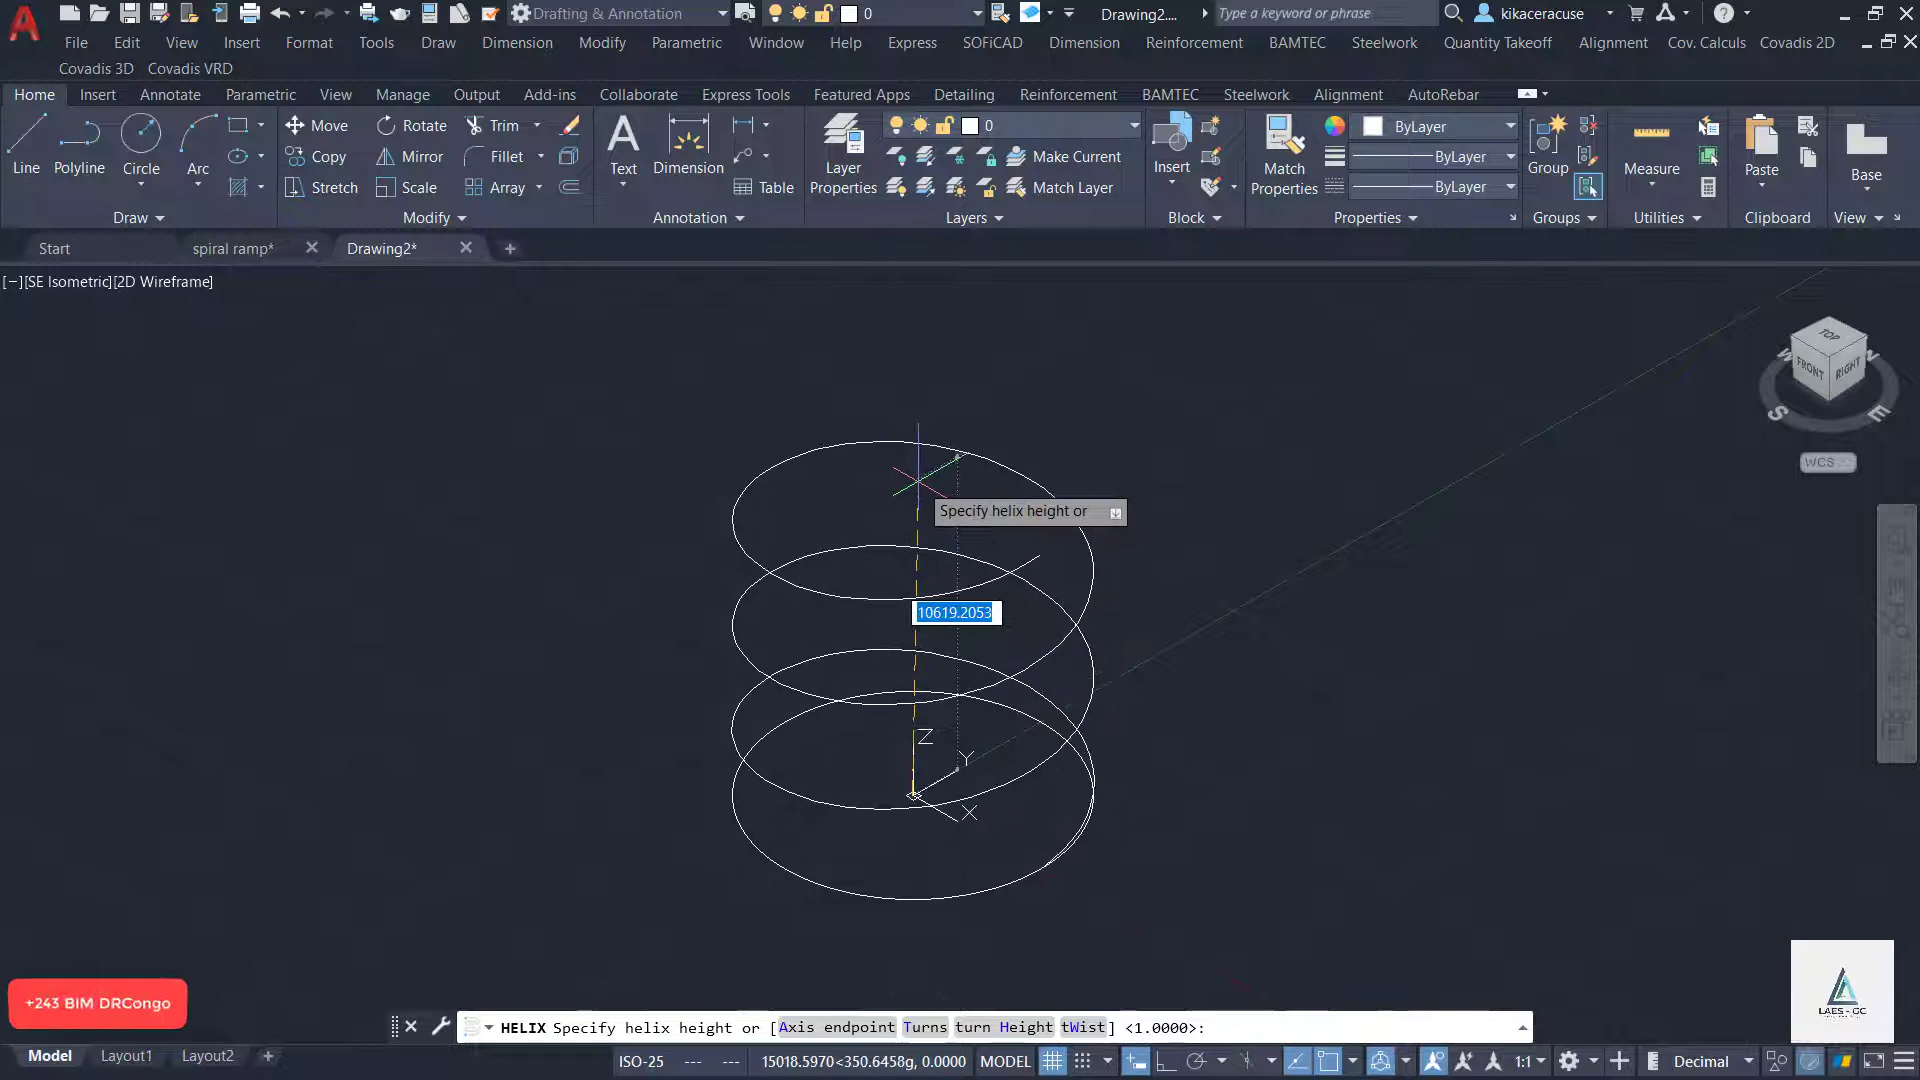 Drafting & Annotation
0
Drawing2....
Type a keyword or phrase
kikaceracuse
File Edit View Insert Format Tools Draw Dimension Modify Parametric Window Help Express SOFiCAD Dimension Reinforcement BAMTEC Steelwork Quantity Takeoff Alignment Cov. Calculs Covadis 2D
Covadis 3D Covadis VRD
Home Insert Annotate Parametric View Manage Output Add-ins Collaborate Express Tools Featured Apps Detailing Reinforcement BAMTEC Steelwork Alignment AutoRebar
Line Polyline Circle Arc
Move Rotate Trim
Copy Mirror Fillet
Stretch Scale Array
Text Dimension Table
Layer Properties
0
Make Current
Match Layer
Insert
Match Properties
ByLayer
ByLayer
ByLayer
Group Measure Paste Base
Draw Modify Annotation Layers Block Properties Groups Utilities Clipboard View
Start spiral ramp* Drawing2*
[−][SE Isometric][2D Wireframe]
TOP
FRONT RIGHT
W N
S E
WCS
Specify helix height or
10619.2053
Z
Y
X
+243 BIM DRCongo
LAES - GC
HELIX Specify helix height or [Axis endpoint Turns turn Height tWist] <1.0000>:
Model Layout1 Layout2
ISO-25 --- --- 15018.5970<350.6458g, 0.0000 MODEL 1:1 Decimal